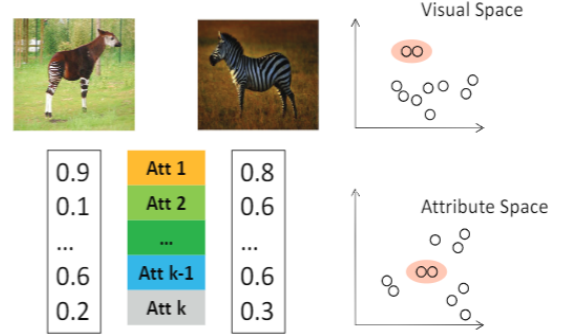 Visual Space
0.9 Att 1 0.8
0.1 Att 2 0.6
... ... ...
0.6 Att k-1 0.6
0.2 Att k 0.3
Attribute Space